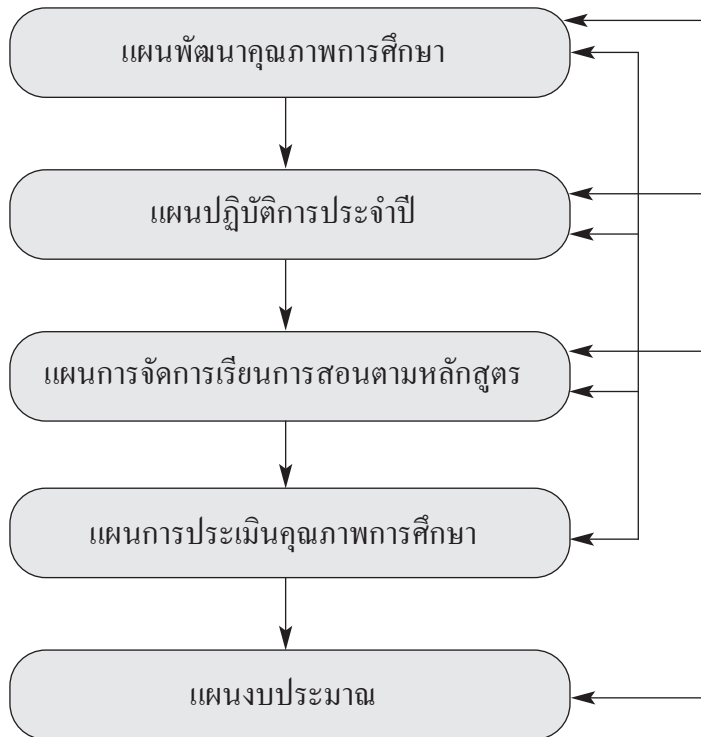 แผนพัฒนาคุณภาพการศึกษา
แผนปฏิบัติการประจำปี
แผนการจัดการเรียนการสอนตามหลักสูตร
แผนการประเมินคุณภาพการศึกษา
แผนงบประมาณ